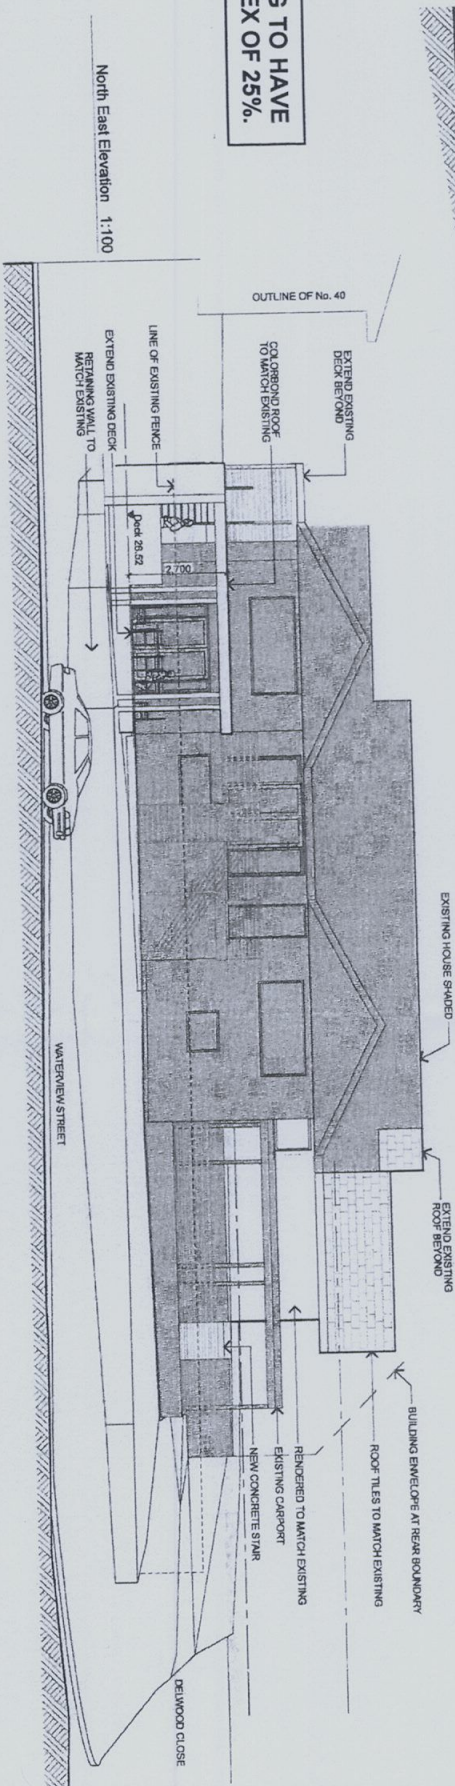 G TO HAVE
EX OF 25%.
North East Elevation 1:100
OUTLINE OF No. 40
EXTEND EXISTING
DECK BEYOND
COLORBOND ROOF
TO MATCH EXISTING
LINE OF EXISTING FENCE
EXTEND EXISTING DECK
RETAINING WALL TO
MATCH EXISTING
Deck 26.52
2,700
EXISTING HOUSE SHADED
EXTEND EXISTING
ROOF BEYOND
BUILDING ENVELOPE AT REAR BOUNDARY
ROOF TILES TO MATCH EXISTING
RENDERED TO MATCH EXISTING
EXISTING CARPORT
NEW CONCRETE STAIR
WATERVIEW STREET
DELWOOD CLOSE